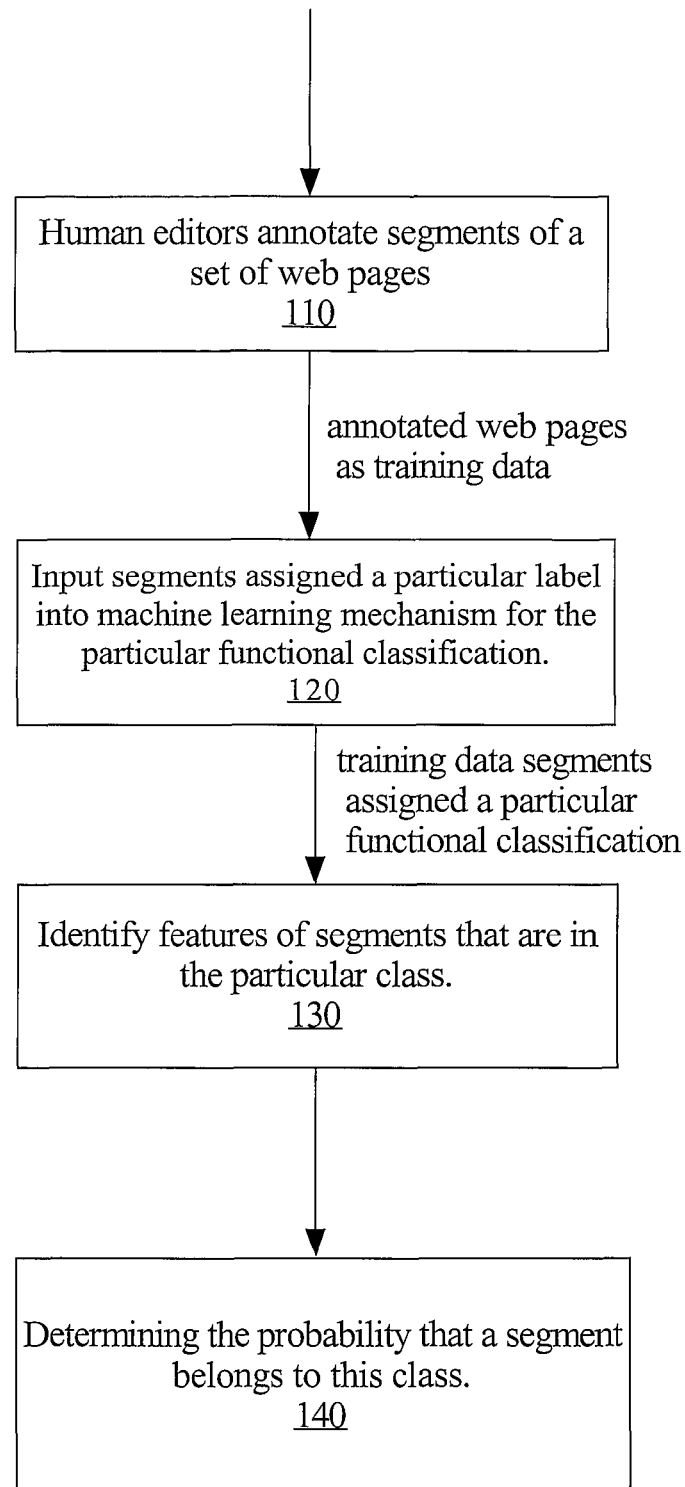 Human editors annotate segments of a
set of web pages
110
annotated web pages
as training data
Input segments assigned a particular label
into machine learning mechanism for the
particular functional classification.
120
training data segments
assigned a particular
functional classification
Identify features of segments that are in
the particular class.
130
Determining the probability that a segment
belongs to this class.
140